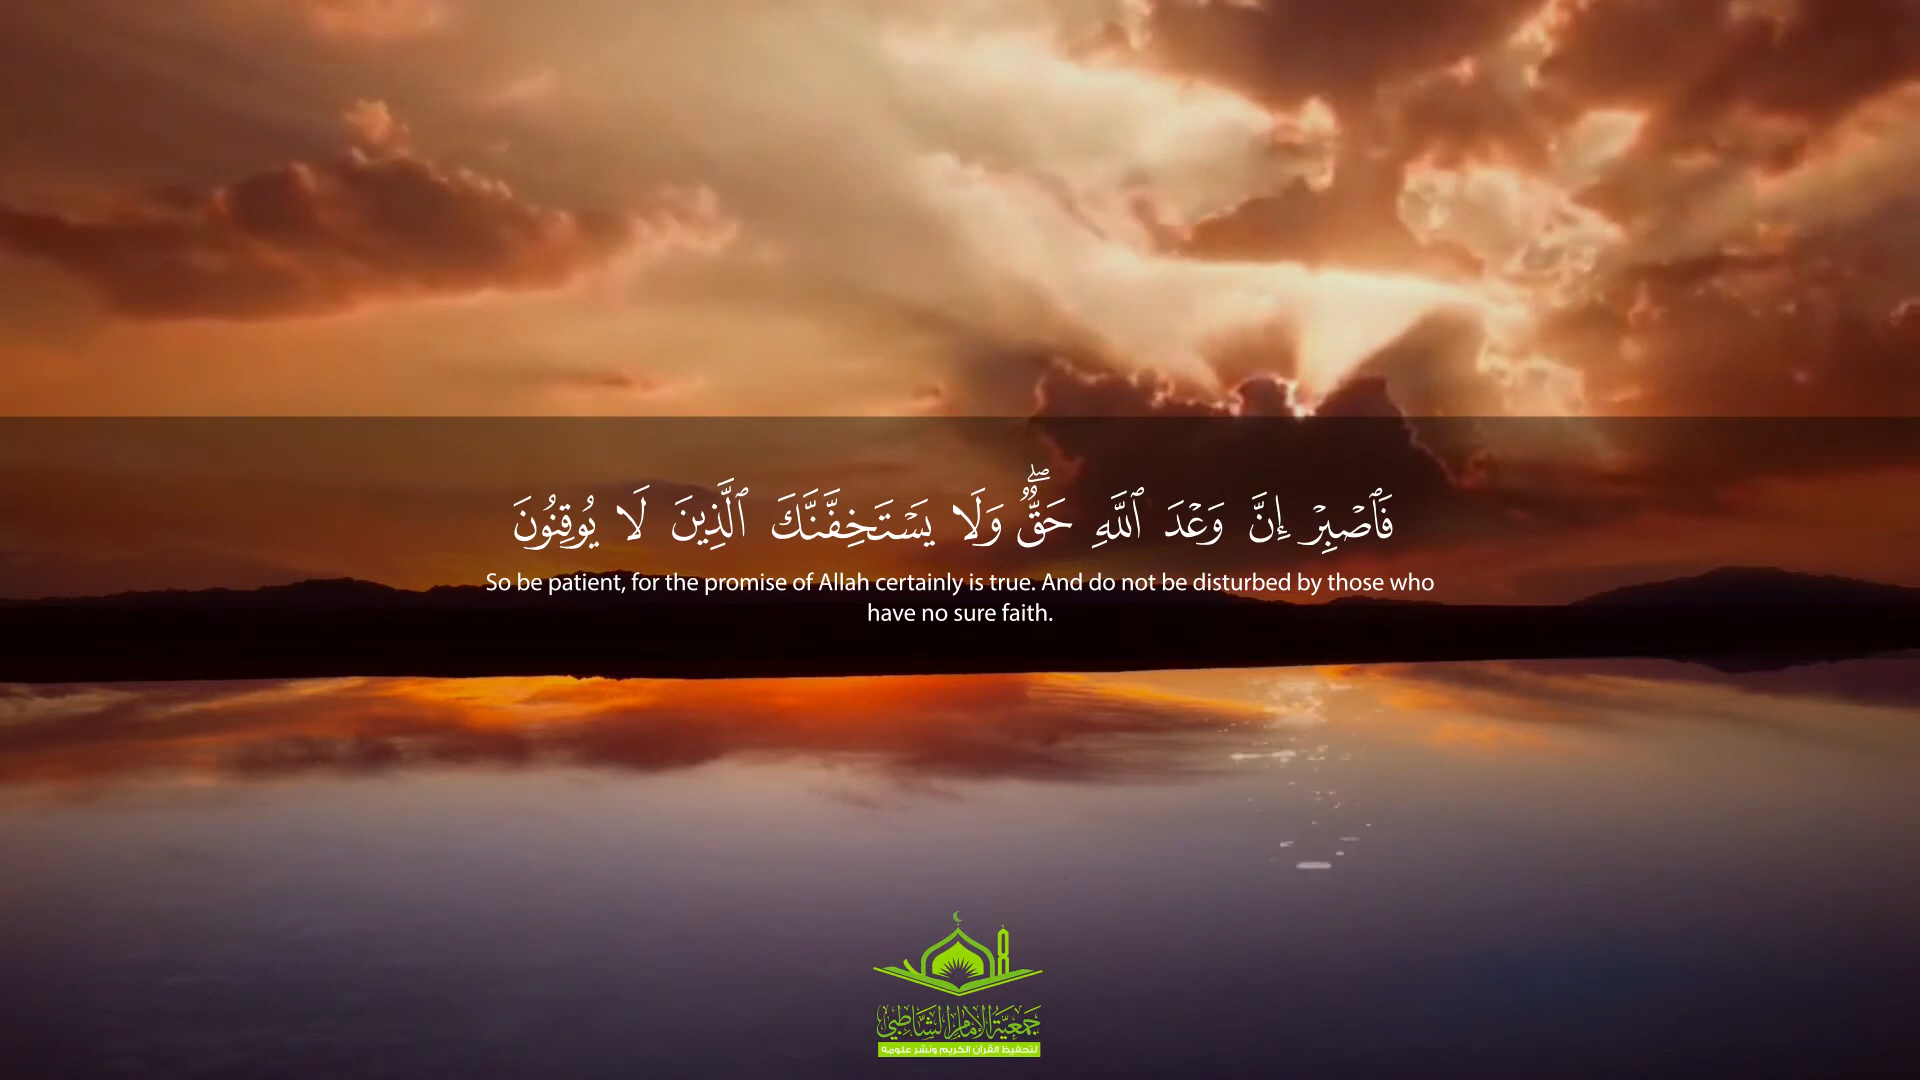 فَٱصۡبِرۡ إِنَّ وَعۡدَ ٱللَّهِ حَقّٞۖ وَلَا يَسۡتَخِفَّنَّكَ ٱلَّذِينَ لَا يُوقِنُونَ
So be patient, for the promise of Allah certainly is true. And do not be disturbed by those who
have no sure faith.
جمعية الإمام الشاطبي
لتحفيظ القرآن الكريم ونشر علومه